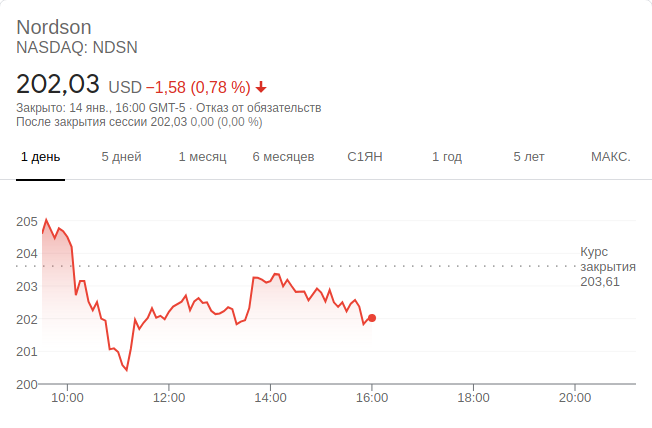 Nordson
NASDAQ: NDSN
202,03 USD −1,58 (0,78 %)
Закрыто: 14 янв., 16:00 GMT-5 · Отказ от обязательств
После закрытия сессии 202,03 0,00 (0,00 %)
1 день 5 дней 1 месяц 6 месяцев С1ЯН 1 год 5 лет МАКС.
205
204
203
202
201
200
Курс
закрытия
203,61
10:00 12:00 14:00 16:00 18:00 20:00